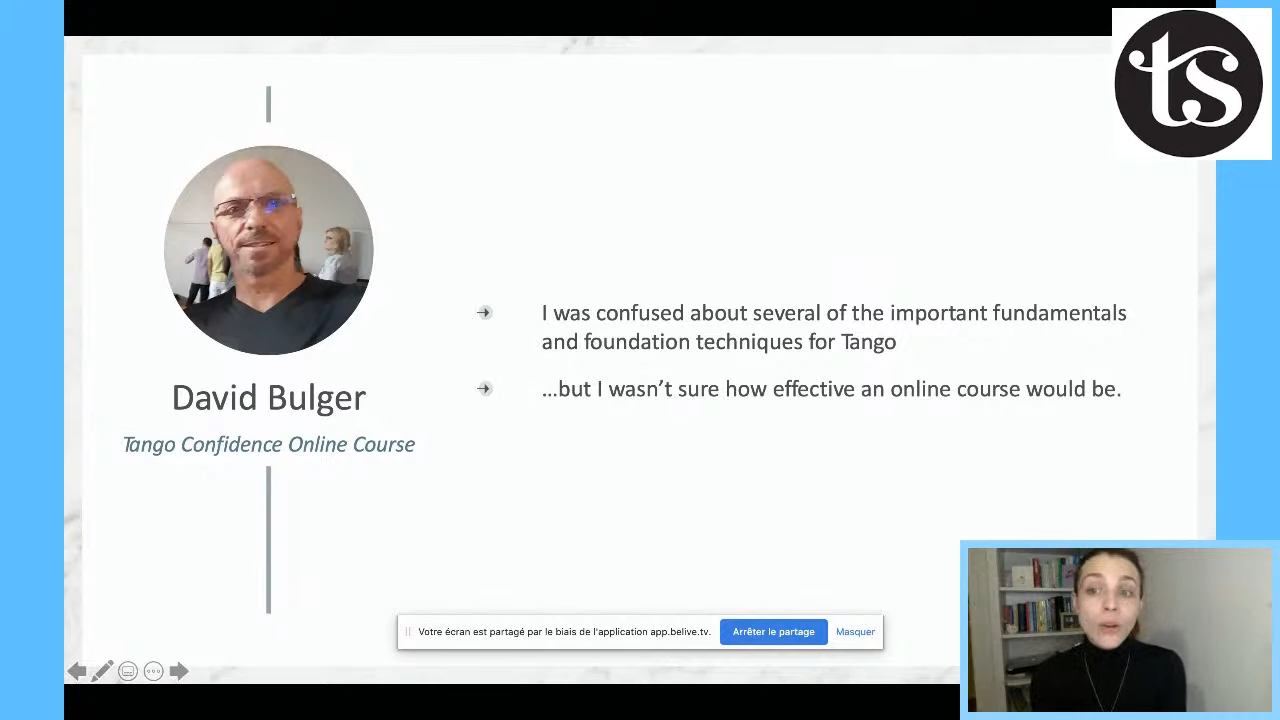 ts
David Bulger
Tango Confidence Online Course
I was confused about several of the important fundamentals
and foundation techniques for Tango
…but I wasn’t sure how effective an online course would be.
Votre écran est partagé par le biais de l'application app.belive.tv.
Arrêter le partage
Masquer